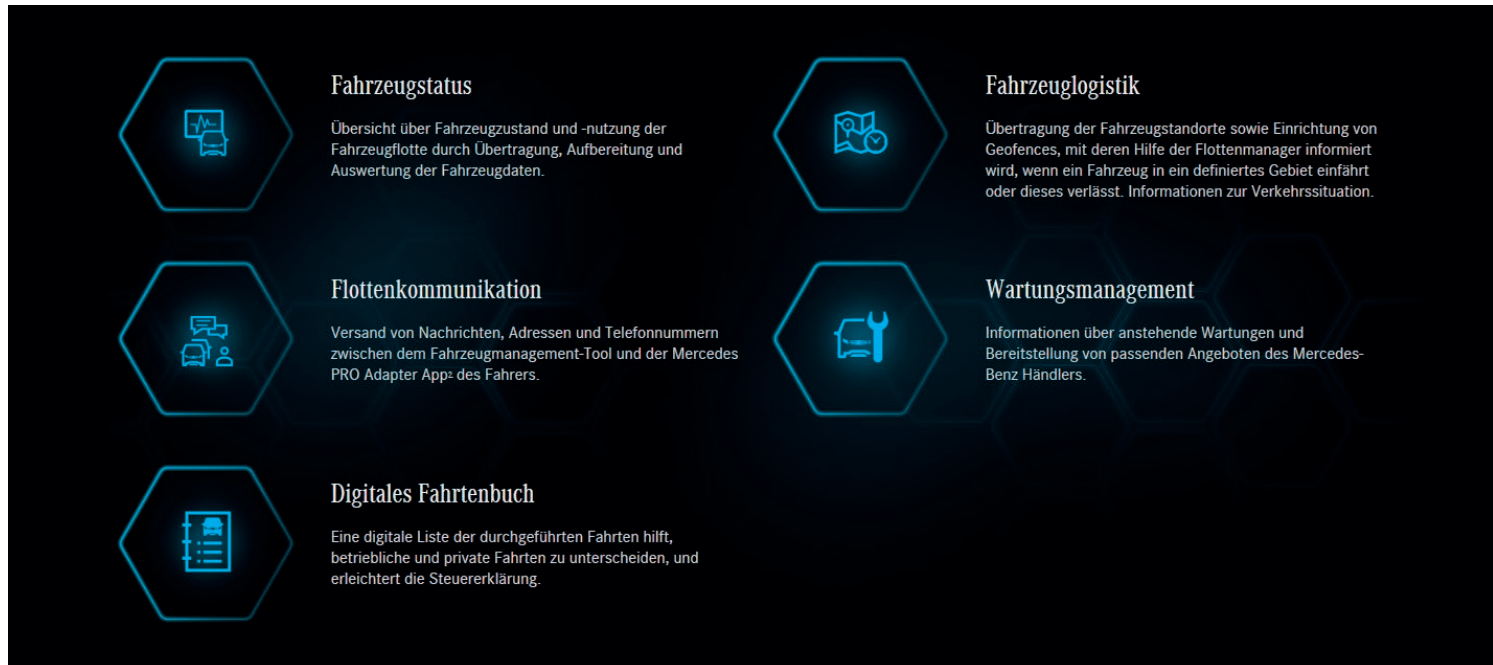 Fahrzeugstatus
Übersicht über Fahrzeugzustand und -nutzung der
Fahrzeugflotte durch Übertragung, Aufbereitung und
Auswertung der Fahrzeugdaten.
Fahrzeuglogistik
Übertragung der Fahrzeugstandorte sowie Einrichtung von
Geofences, mit deren Hilfe der Flottenmanager informiert
wird, wenn ein Fahrzeug in ein definiertes Gebiet einfährt
oder dieses verlässt. Informationen zur Verkehrssituation.
Flottenkommunikation
Versand von Nachrichten, Adressen und Telefonnummern
zwischen dem Fahrzeugmanagement-Tool und der Mercedes
PRO Adapter App² des Fahrers.
Wartungsmanagement
Informationen über anstehende Wartungen und
Bereitstellung von passenden Angeboten des Mercedes-
Benz Händlers.
Digitales Fahrtenbuch
Eine digitale Liste der durchgeführten Fahrten hilft,
betriebliche und private Fahrten zu unterscheiden, und
erleichtert die Steuererklärung.